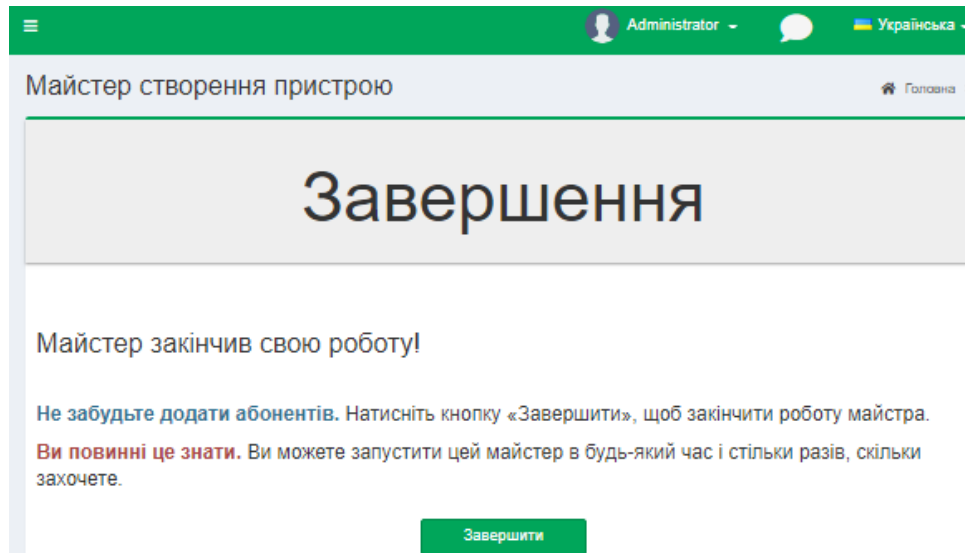 Administrator
Українська
Майстер створення пристрою
Головна
Завершення
Майстер закінчив свою роботу!
Не забудьте додати абонентів. Натисніть кнопку «Завершити», щоб закінчити роботу майстра.
Ви повинні це знати. Ви можете запустити цей майстер в будь-який час і стільки разів, скільки
захочете.
Завершити